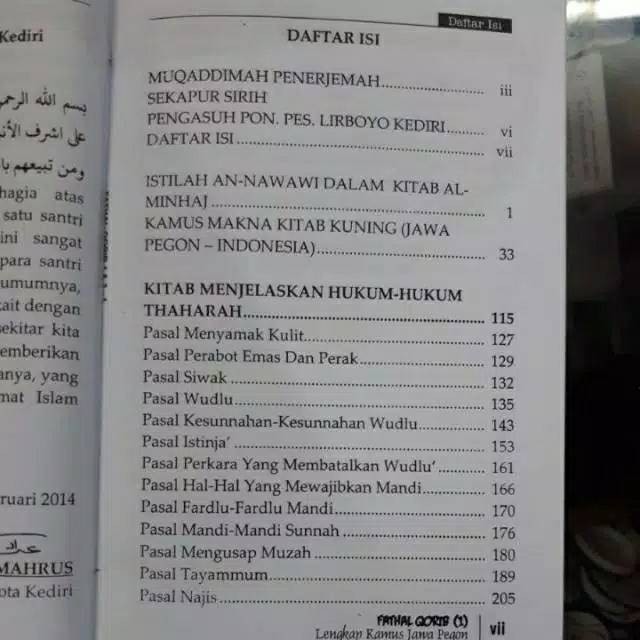 Kediri
بسم الله الرحم
على اشرف الأن
ومن تبعهم با
hagia atas
satu santri
ini sangat
para santri
umumnya,
kait dengan
sekitar kita
emberikan
anya, yang
mat Islam
ruari 2014
MAHRUS
ota Kediri
Daftar Isi
DAFTAR ISI
MUQADDIMAH PENERJEMAH............................ iii
SEKAPUR SIRIH
PENGASUH PON. PES. LIRBOYO KEDIRI......... vi
DAFTAR ISI............................................................ vii
ISTILAH AN-NAWAWI DALAM KITAB AL-
MINHAJ................................................................. 1
KAMUS MAKNA KITAB KUNING (JAWA
PEGON – INDONESIA)......................................... 33
KITAB MENJELASKAN HUKUM-HUKUM
THAHARAH.......................................................... 115
Pasal Menyamak Kulit........................................... 127
Pasal Perabot Emas Dan Perak.............................. 129
Pasal Siwak............................................................. 132
Pasal Wudlu............................................................ 135
Pasal Kesunnahan-Kesunnahan Wudlu................ 143
Pasal Istinja’............................................................ 153
Pasal Perkara Yang Membatalkan Wudlu’........... 161
Pasal Hal-Hal Yang Mewajibkan Mandi.............. 166
Pasal Fardlu-Fardlu Mandi.................................... 170
Pasal Mandi-Mandi Sunnah.................................. 176
Pasal Mengusap Muzah......................................... 180
Pasal Tayammum................................................... 189
Pasal Najis............................................................... 205
FATHAL QORIB (1)
Lengkap Kamus Jawa Pegon
vii